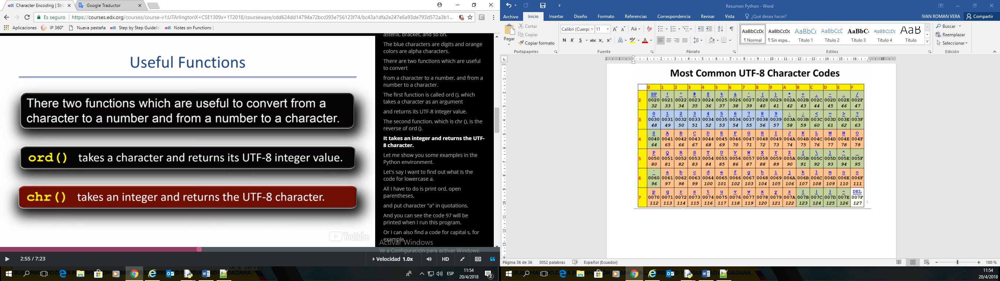 Character Encoding | Stri
Google Traductor
Es seguro | https://courses.edx.org/courses/course-v1:UTArlingtonX+CSE1309x+1T2018/courseware/cdd624dd14794a72bcc093e756123f74/bc43a1dfa2e247e6a93de793d572a3b1...
Aplicaciones IP 360° Nueva pestaña Step by Step Guidelin Notes on Functions |
Useful Functions
There two functions which are useful to convert from a
character to a number and from a number to a character.
ord() takes a character and returns its UTF-8 integer value.
chr() takes an integer and returns the UTF-8 character.
YouTube
asterix, bracket, and so on.
The blue characters are digits and orange
colors are alpha characters.
There are two functions which are useful
to convert
from a character to a number, and from a
number to a character.
The first function is called ord (), which
takes a character as an argument
and returns its UTF-8 integer value.
The second function, which is chr (), is the
reverse of ord ().
It takes an integer and returns the UTF-
8 character.
Let me show you some examples in the
Python environment.
Let's say I want to find out what is the
code for lowercase a.
All I have to do is print ord, open
parentheses,
and put character "a" in quotations.
And you can see the code 97 will be
printed when I run this program.
Or I can also find a code for capital s, for
example,
Activar Windows
Ve a Configuración para activar Windows.
2:55 / 7:23
Velocidad 1.0x HD
Ln: 16 Col: 0
ESP
11:54
20/4/2018
2
Resumen Python - Word
Archivo Inicio Insertar Diseño Formato Referencias Correspondencia Revisar Vista ¿Qué desea hacer? IVAN ROMAN VERA Compartir
Pegar
Cortar
Copiar
Copiar formato
Portapapeles
Calibri (Cuerpo 11
N K S abc x₂ x²
Fuente
Párrafo
AaBbCcDc AaBbCcDc AaBbCc AaBbCcE AaBbC AaBbCcDc AaB
¶ Normal ¶ Sin espa... Título 1 Título 2 Título 3 Título 4 Título
Estilos
Buscar
Reemplazar
Seleccionar
Edición
Most Common UTF-8 Character Codes
0 1 2 3 4 5 6 7 8 9 A B C D E F
2 SP ! " # $ % & ' ( ) * + , - . /
0020 0021 0022 0023 0024 0025 0026 0027 0028 0029 002A 002B 002C 002D 002E 002F
32 33 34 35 36 37 38 39 40 41 42 43 44 45 46 47
3 0 1 2 3 4 5 6 7 8 9 : ; < = > ?
0030 0031 0032 0033 0034 0035 0036 0037 0038 0039 003A 003B 003C 003D 003E 003F
48 49 50 51 52 53 54 55 56 57 58 59 60 61 62 63
4 @ A B C D E F G H I J K L M N O
0040 0041 0042 0043 0044 0045 0046 0047 0048 0049 004A 004B 004C 004D 004E 004F
64 65 66 67 68 69 70 71 72 73 74 75 76 77 78 79
5 P Q R S T U V W X Y Z [ \ ] ^ _
0050 0051 0052 0053 0054 0055 0056 0057 0058 0059 005A 005B 005C 005D 005E 005F
80 81 82 83 84 85 86 87 88 89 90 91 92 93 94 95
6 ` a b c d e f g h i j k l m n o
0060 0061 0062 0063 0064 0065 0066 0067 0068 0069 006A 006B 006C 006D 006E 006F
96 97 98 99 100 101 102 103 104 105 106 107 108 109 110 111
7 p q r s t u v w x y z { | } ~ DEL
0070 0071 0072 0073 0074 0075 0076 0077 0078 0079 007A 007B 007C 007D 007E 007F
112 113 114 115 116 117 118 119 120 121 122 123 124 125 126 127
Página 36 de 36 3052 palabras Español (Ecuador) 100 %
11:54
20/4/2018